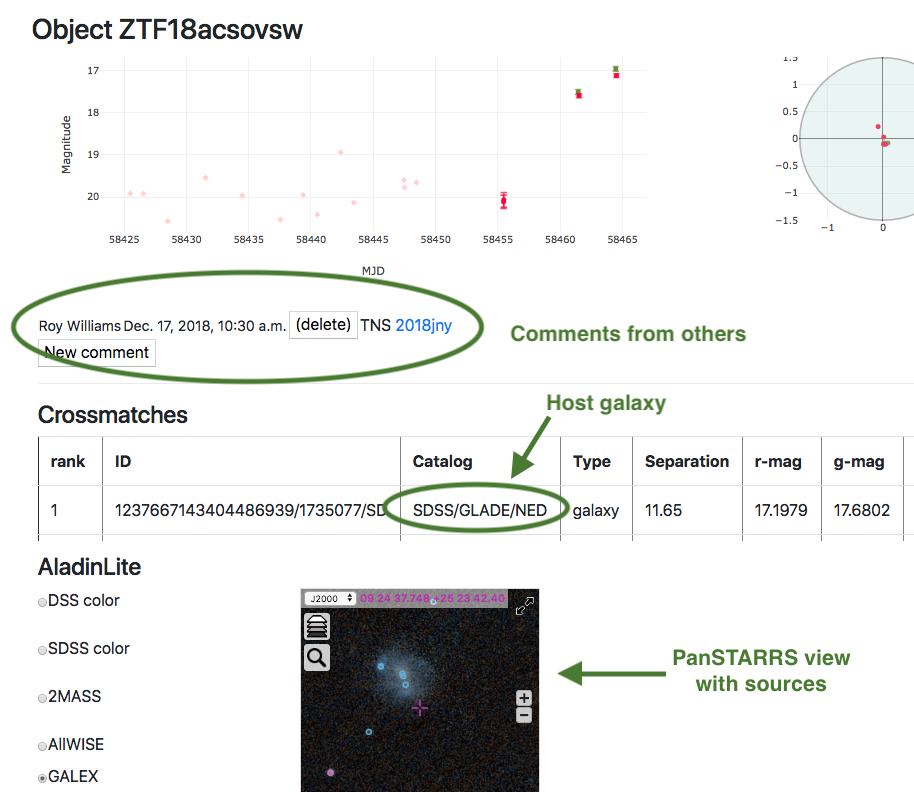 Object ZTF18acsovsw
17
18
19
20
Magnitude
58425 58430 58435 58440 58445 58450 58455 58460 58465
MJD
1.5
1
0.5
0
−0.5
−1
−1.5
−1 0
Roy Williams Dec. 17, 2018, 10:30 a.m. (delete) TNS 2018jny
New comment
Comments from others
Crossmatches
Host galaxy
rank ID Catalog Type Separation r-mag g-mag
1 1237667143404486939/1735077/SD SDSS/GLADE/NED galaxy 11.65 17.1979 17.6802
AladinLite
DSS color
SDSS color
2MASS
AllWISE
GALEX
J2000 09 24 37.748 +25 23 42.40
+
−
PanSTARRS view
with sources